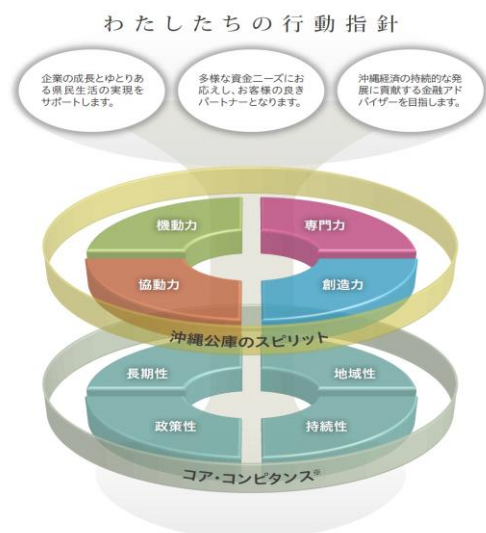 わたしたちの行動指針
企業の成長とゆとりあ
る県民生活の実現を
サポートします。
多様な資金ニーズにお
応えし、お客様の良き
パートナーとなります。
沖縄経済の持続的な発
展に貢献する金融アド
バイザーを目指します。
機動力
専門力
協動力
創造力
沖縄公庫のスピリット
長期性
地域性
政策性
持続性
コア・コンピタンス※